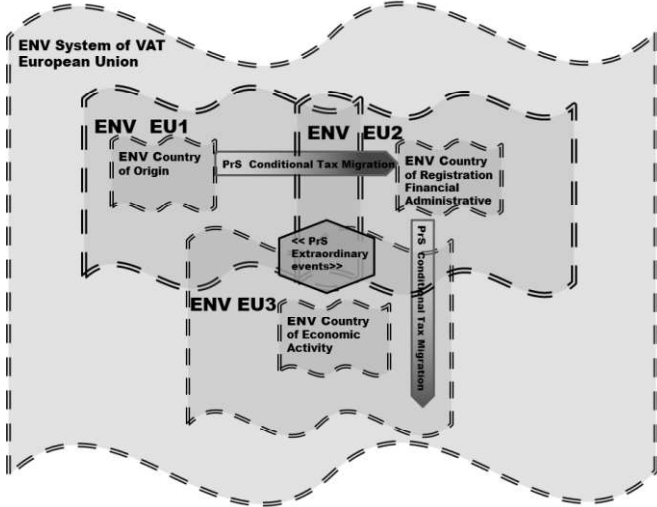 ENV System of VAT
European Union
ENV EU1
ENV EU2
ENV Country
of Origin
PrS Conditional Tax Migration
ENV Country
of Registration
Financial
Administrative
<< PrS
Extraordinary
events>>
PrS Conditional Tax Migration
ENV EU3
ENV Country
of Economic
Activity